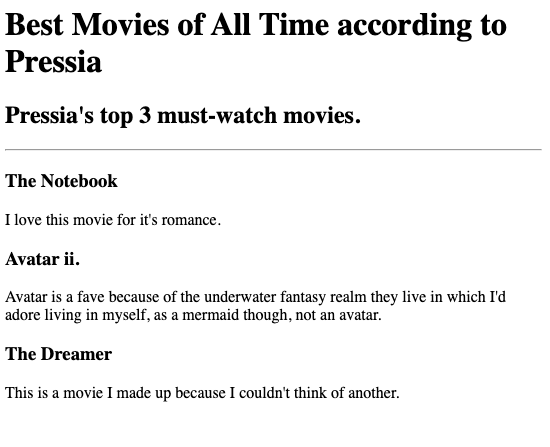 Best Movies of All Time according to
Pressia
Pressia's top 3 must-watch movies.
The Notebook
I love this movie for it's romance.
Avatar ii.
Avatar is a fave because of the underwater fantasy realm they live in which I'd
adore living in myself, as a mermaid though, not an avatar.
The Dreamer
This is a movie I made up because I couldn't think of another.